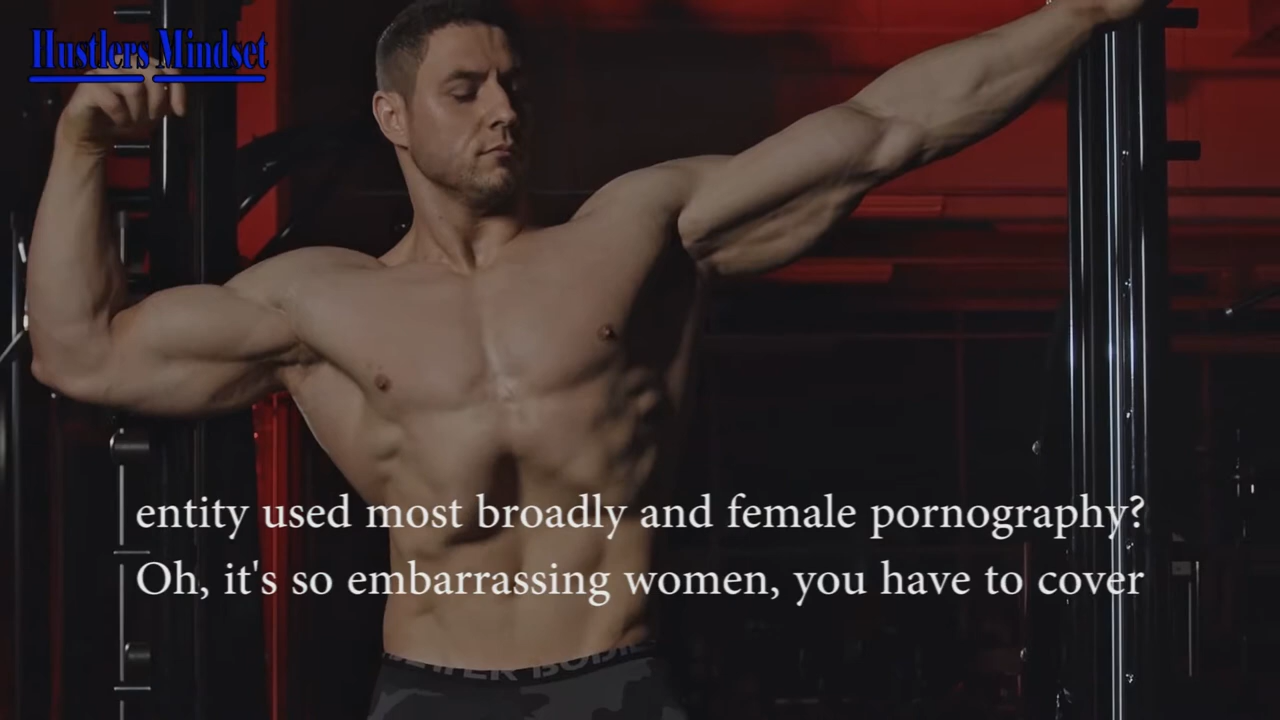 Hustlers Mindset
entity used most broadly and female pornography?
Oh, it's so embarrassing women, you have to cover